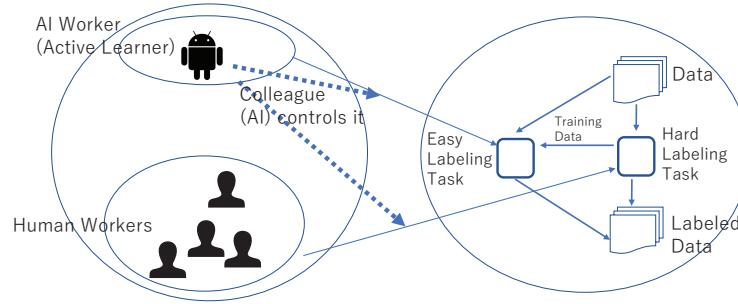 AI Worker
(Active Learner)
Colleague
(AI) controls it
Human Workers
Data
Training
Data
Easy
Labeling
Task
Hard
Labeling
Task
Labeled
Data